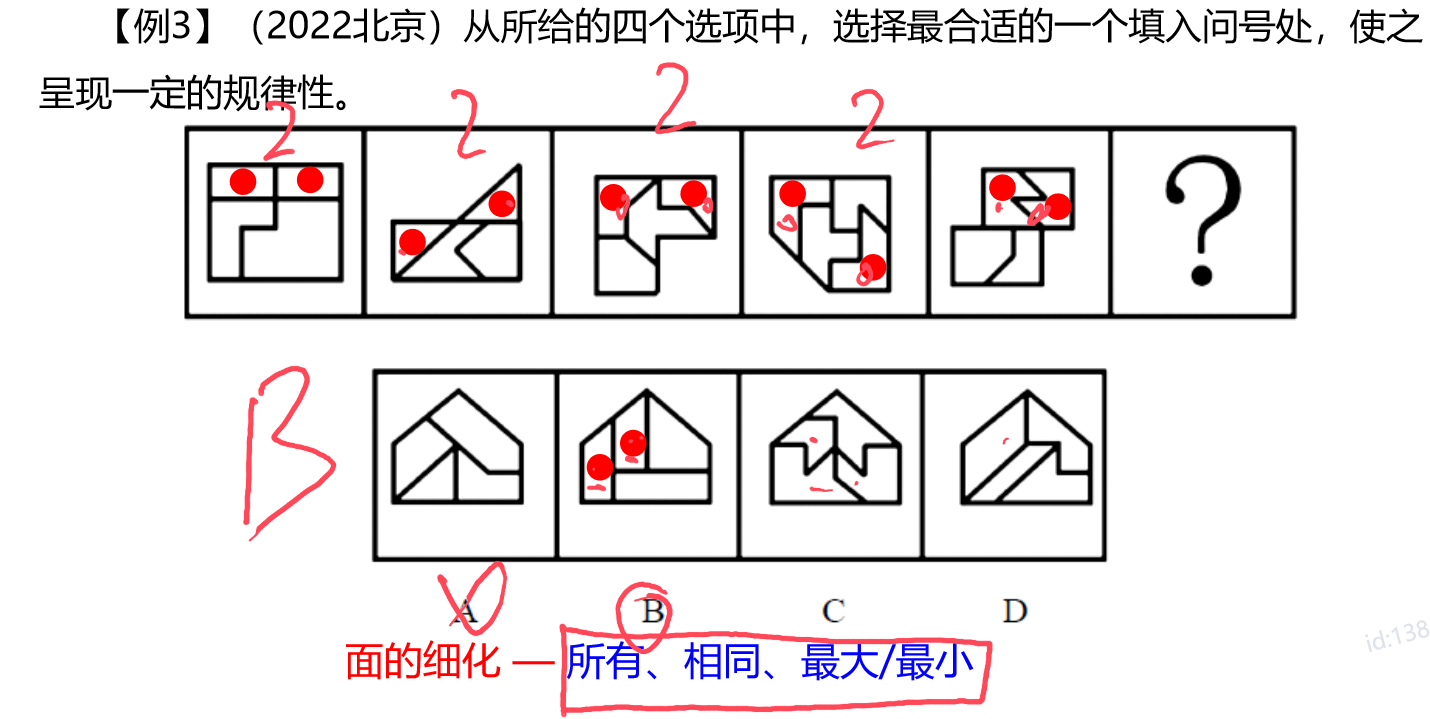 【例3】（2022北京）从所给的四个选项中，选择最合适的一个填入问号处，使之
呈现一定的规律性。
2 2 2 2
?
B
A B C D
面的细化 — 所有、相同、最大/最小
id:138